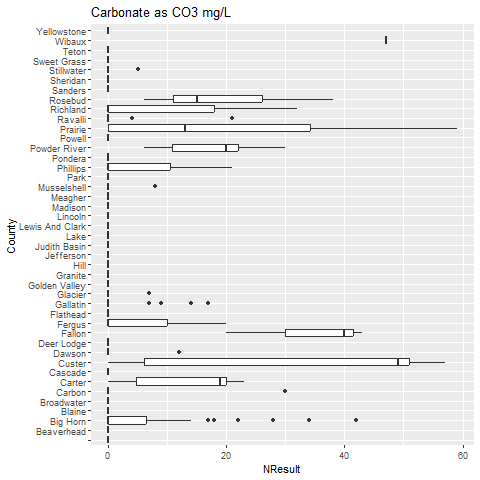 Carbonate as CO3 mg/L
Yellowstone
Wibaux
Teton
Sweet Grass
Stillwater
Sheridan
Sanders
Rosebud
Richland
Ravalli
Prairie
Powell
Powder River
Pondera
Phillips
Park
Musselshell
Meagher
Madison
Lincoln
Lewis And Clark
Lake
Judith Basin
Jefferson
Hill
Granite
Golden Valley
Glacier
Gallatin
Flathead
Fergus
Fallon
Deer Lodge
Dawson
Custer
Cascade
Carter
Carbon
Broadwater
Blaine
Big Horn
Beaverhead
County
0 20 40 60
NResult